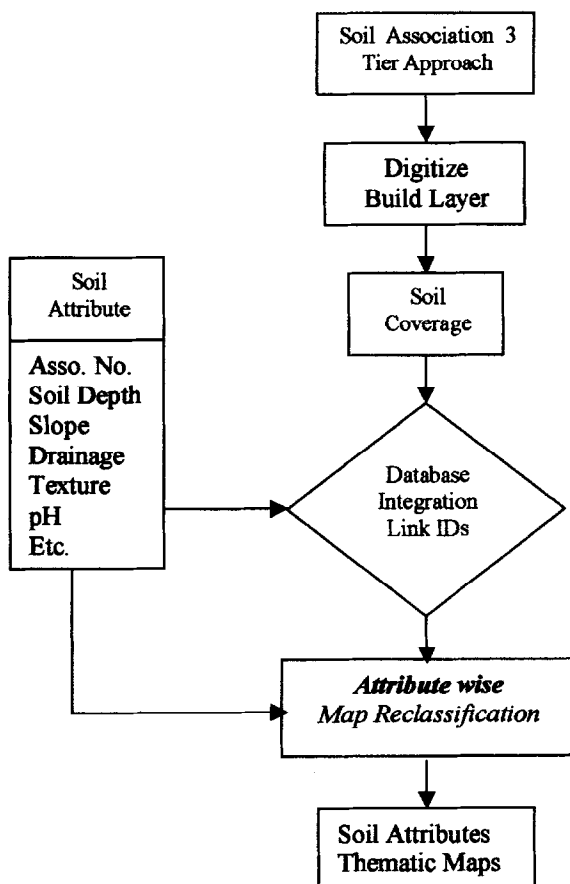 Soil Association 3
Tier Approach
Digitize
Build Layer
Soil
Coverage
Soil
Attribute
Asso. No.
Soil Depth
Slope
Drainage
Texture
pH
Etc.
Database
Integration
Link IDs
Attribute wise
Map Reclassification
Soil Attributes
Thematic Maps